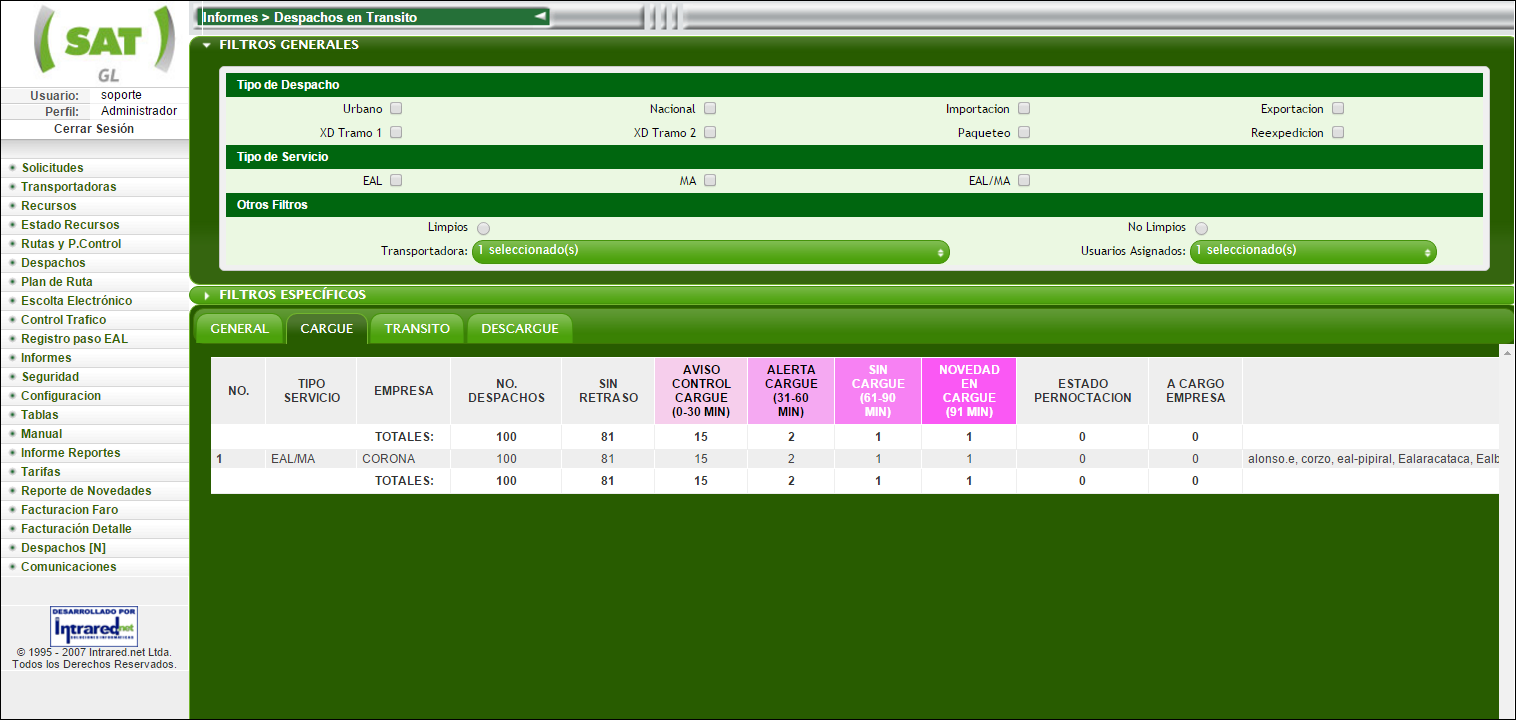 SAT
GL
Usuario: soporte
Perfil: Administrador
Cerrar Sesión
Solicitudes
Transportadoras
Recursos
Estado Recursos
Rutas y P.Control
Despachos
Plan de Ruta
Escolta Electrónico
Control Trafico
Registro paso EAL
Informes
Seguridad
Configuracion
Tablas
Manual
Informe Reportes
Tarifas
Reporte de Novedades
Facturacion Faro
Facturación Detalle
Despachos [N]
Comunicaciones
DESARROLLADO POR
Intrared.net
SOLUCIONES INFORMATICAS
© 1995 - 2007 Intrared.net Ltda.
Todos los Derechos Reservados.
Informes > Despachos en Transito
FILTROS GENERALES
Tipo de Despacho
Urbano Nacional Importacion Exportacion
XD Tramo 1 XD Tramo 2 Paqueteo Reexpedicion
Tipo de Servicio
EAL MA EAL/MA
Otros Filtros
Limpios No Limpios
Transportadora: 1 seleccionado(s) Usuarios Asignados: 1 seleccionado(s)
FILTROS ESPECÍFICOS
GENERAL CARGUE TRANSITO DESCARGUE
NO.
TIPO
SERVICIO
EMPRESA
NO.
DESPACHOS
SIN
RETRASO
AVISO
CONTROL
CARGUE
(0-30 MIN)
ALERTA
CARGUE
(31-60
MIN)
SIN
CARGUE
(61-90
MIN)
NOVEDAD
EN
CARGUE
(91 MIN)
ESTADO
PERNOCTACION
A CARGO
EMPRESA
TOTALES: 100 81 15 2 1 1 0 0
1 EAL/MA CORONA 100 81 15 2 1 1 0 0 alonso.e, corzo, eal-pipiral, Ealaracataca, Ealb
TOTALES: 100 81 15 2 1 1 0 0